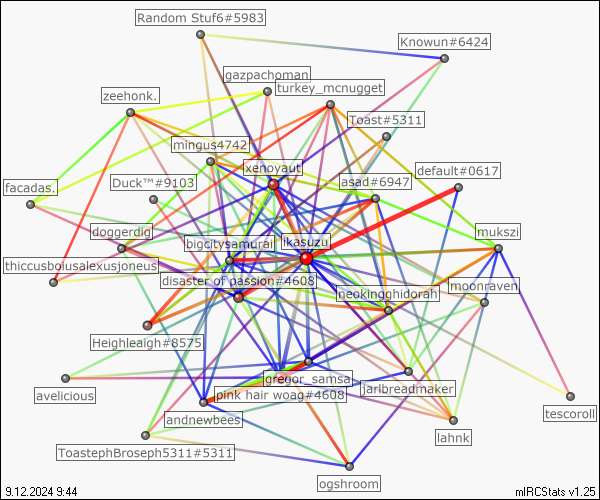 Random Stuf6#5983
Knowun#6424
gazpachoman
turkey_mcnugget
zeehonk.
Toast#5311
mingus4742
xenoyaut
default#0617
Duck™#9103
asad#6947
facadas.
doggerdig
bigcitysamurai
ikasuzu
mukszi
thiccusboiusalexusjoneus
disaster of passion#4608
neokingghidorah
moonraven
Heighleaigh#8575
gregor_samsa.
jarlbreadmaker
avelicious
pink hair woag#4608
andnewbees
tescoroll
lahnk
ToastephBroseph5311#5311
ogshroom
9.12.2024 9:44
mIRCStats v1.25